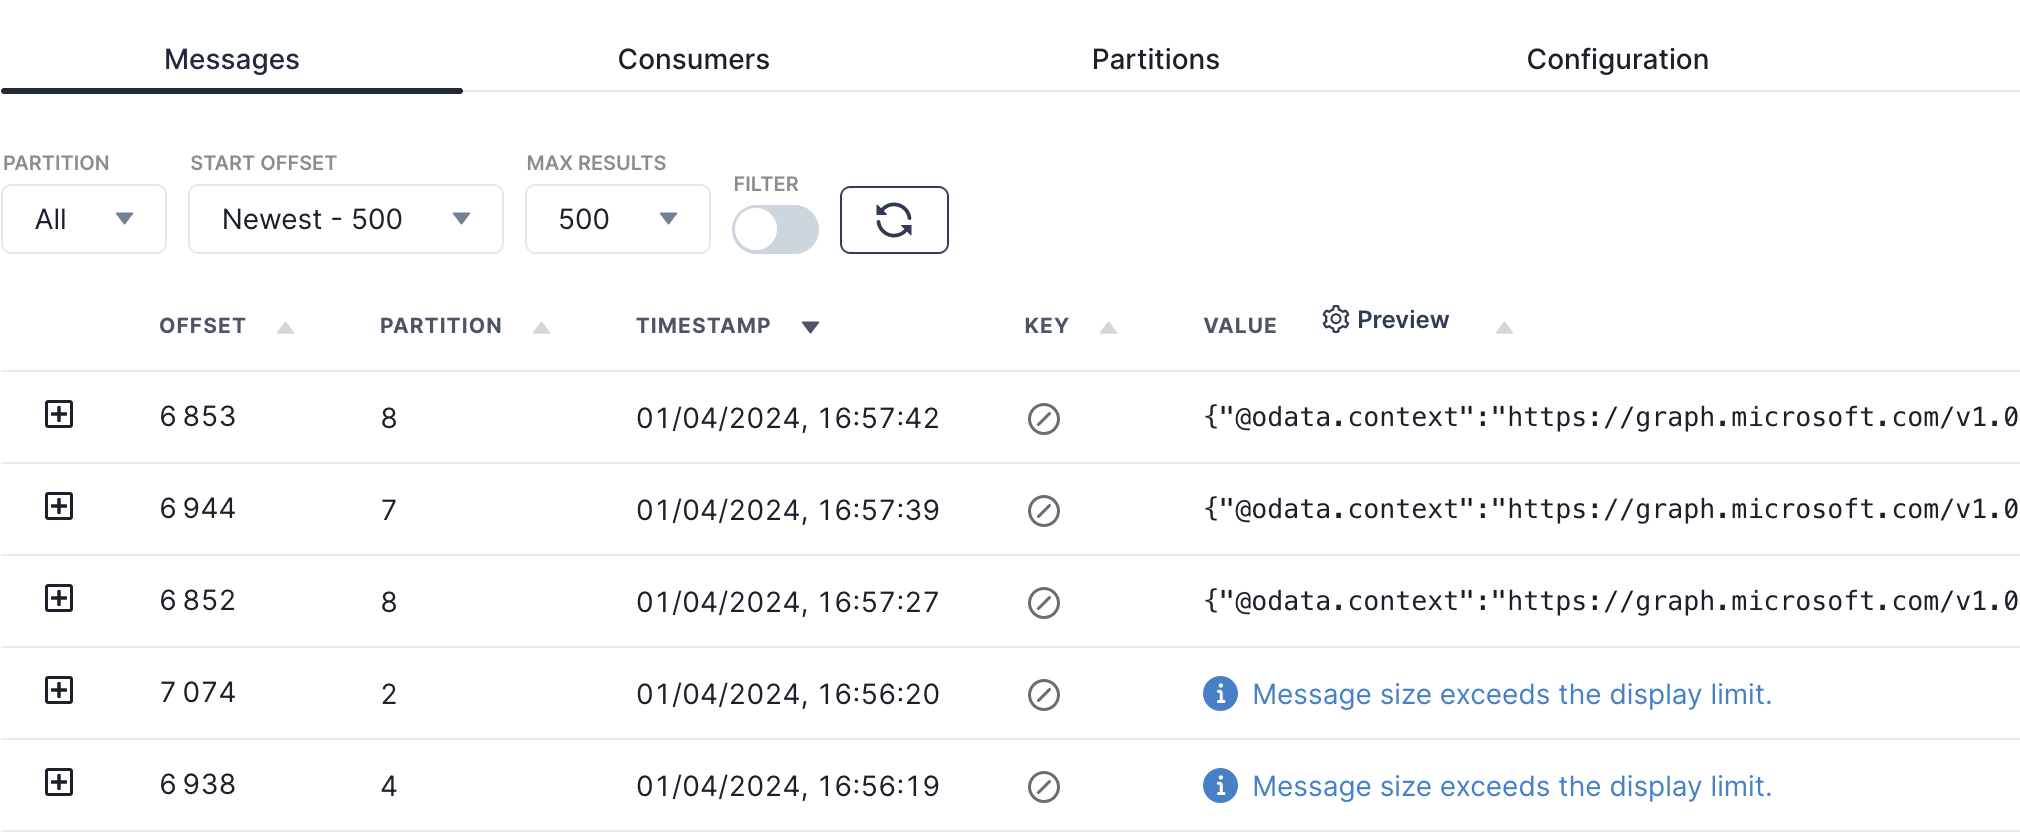 Messages Consumers Partitions Configuration
PARTITION START OFFSET MAX RESULTS FILTER
All Newest - 500 500
OFFSET PARTITION TIMESTAMP KEY VALUE Preview
6 853 8 01/04/2024, 16:57:42 {"@odata.context":"https://graph.microsoft.com/v1.0
6 944 7 01/04/2024, 16:57:39 {"@odata.context":"https://graph.microsoft.com/v1.0
6 852 8 01/04/2024, 16:57:27 {"@odata.context":"https://graph.microsoft.com/v1.0
7 074 2 01/04/2024, 16:56:20 Message size exceeds the display limit.
6 938 4 01/04/2024, 16:56:19 Message size exceeds the display limit.